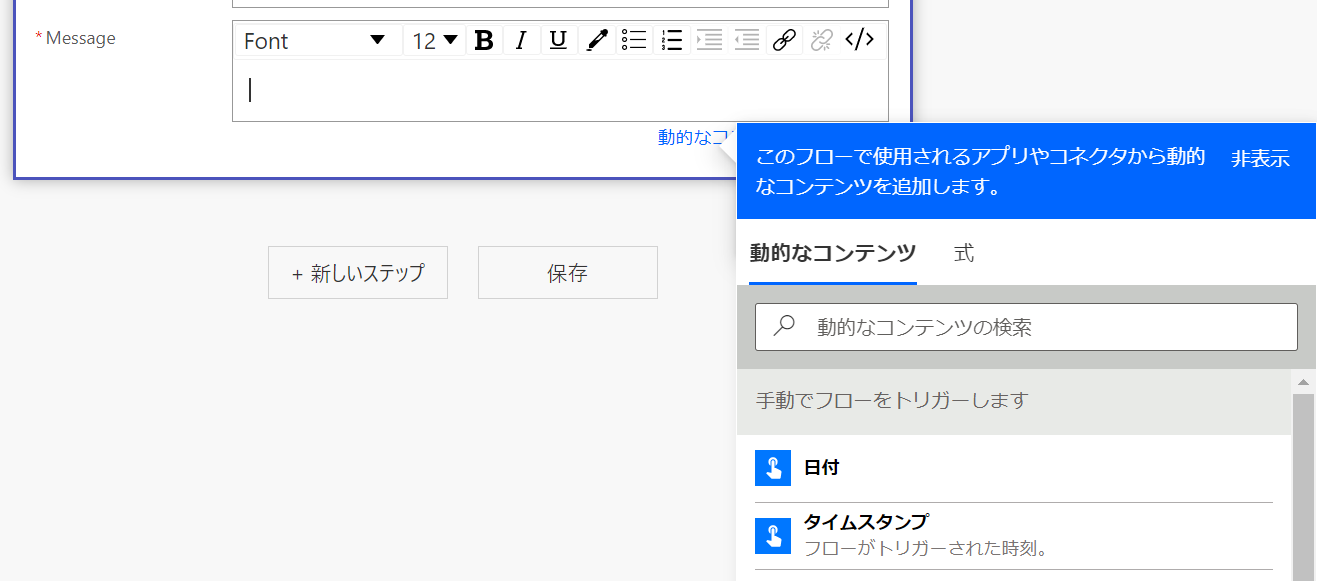 * Message
Font 12 B I U </>
動的なコ
このフローで使用されるアプリやコネクタから動的
なコンテンツを追加します。
非表示
動的なコンテンツ 式
+ 新しいステップ 保存
動的なコンテンツの検索
手動でフローをトリガーします
日付
タイムスタンプ
フローがトリガーされた時刻。